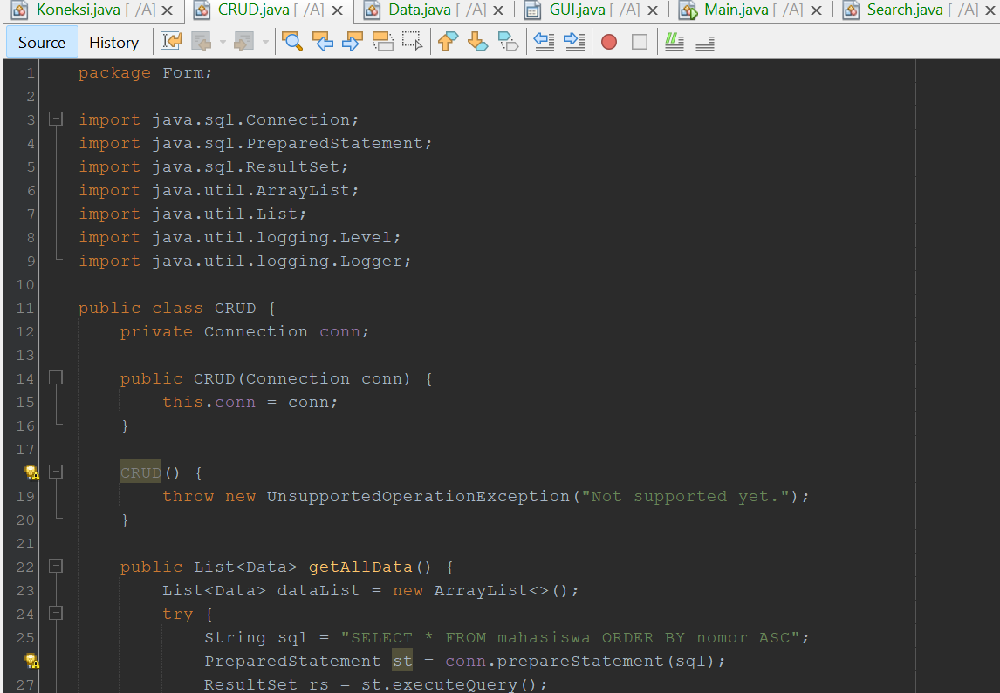 Koneksi.java [-/A] CRUD.java [-/A] Data.java [-/A] GUI.java [-/A] Main.java [-/A] Search.java [-/A]
Source History
1 package Form;
2
3 import java.sql.Connection;
4 import java.sql.PreparedStatement;
5 import java.sql.ResultSet;
6 import java.util.ArrayList;
7 import java.util.List;
8 import java.util.logging.Level;
9 import java.util.logging.Logger;
10
11 public class CRUD {
12 private Connection conn;
13
14 public CRUD(Connection conn) {
15 this.conn = conn;
16 }
17
CRUD() {
19 throw new UnsupportedOperationException("Not supported yet.");
20 }
21
22 public List<Data> getAllData() {
23 List<Data> dataList = new ArrayList<>();
24 try {
25 String sql = "SELECT * FROM mahasiswa ORDER BY nomor ASC";
PreparedStatement st = conn.prepareStatement(sql);
27 ResultSet rs = st.executeQuery();